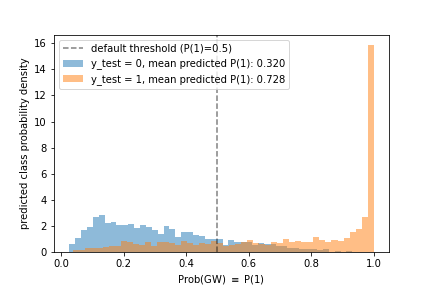 16
14
12
10
8
6
4
2
0
predicted class probability density
default threshold (P(1)=0.5)
y_test = 0, mean predicted P(1): 0.320
y_test = 1, mean predicted P(1): 0.728
0.0 0.2 0.4 0.6 0.8 1.0
Prob(GW) ≡ P(1)